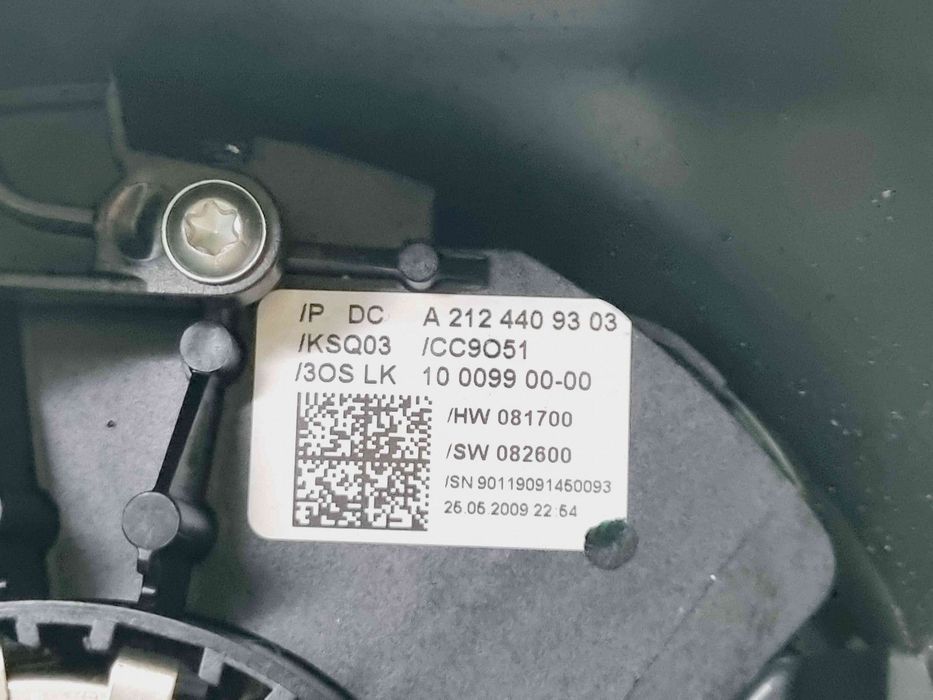 /P DC A 212 440 93 03
/KSQ03 /CC9O51
/3OS LK 10 0099 00-00
/HW 081700
/SW 082600
/SN 90119091450093
25.05.2009 22:54